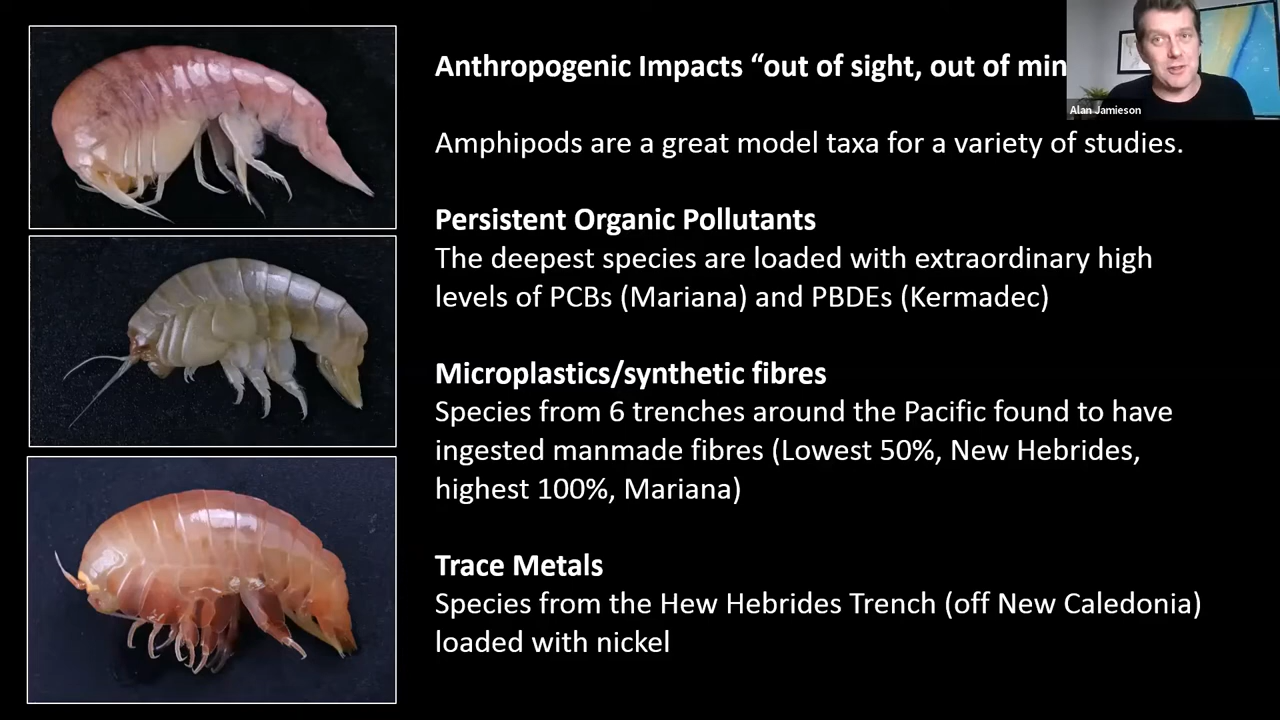 Anthropogenic Impacts “out of sight, out of min
Alan Jamieson
Amphipods are a great model taxa for a variety of studies.
Persistent Organic Pollutants
The deepest species are loaded with extraordinary high
levels of PCBs (Mariana) and PBDEs (Kermadec)
Microplastics/synthetic fibres
Species from 6 trenches around the Pacific found to have
ingested manmade fibres (Lowest 50%, New Hebrides,
highest 100%, Mariana)
Trace Metals
Species from the Hew Hebrides Trench (off New Caledonia)
loaded with nickel